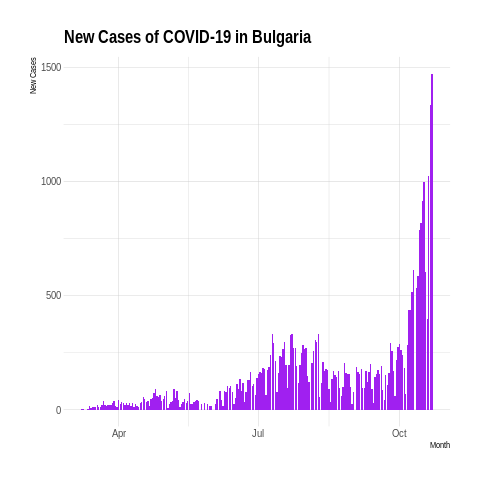 New Cases of COVID-19 in Bulgaria
New Cases
1500
1000
500
0
Apr
Jul
Oct
Month